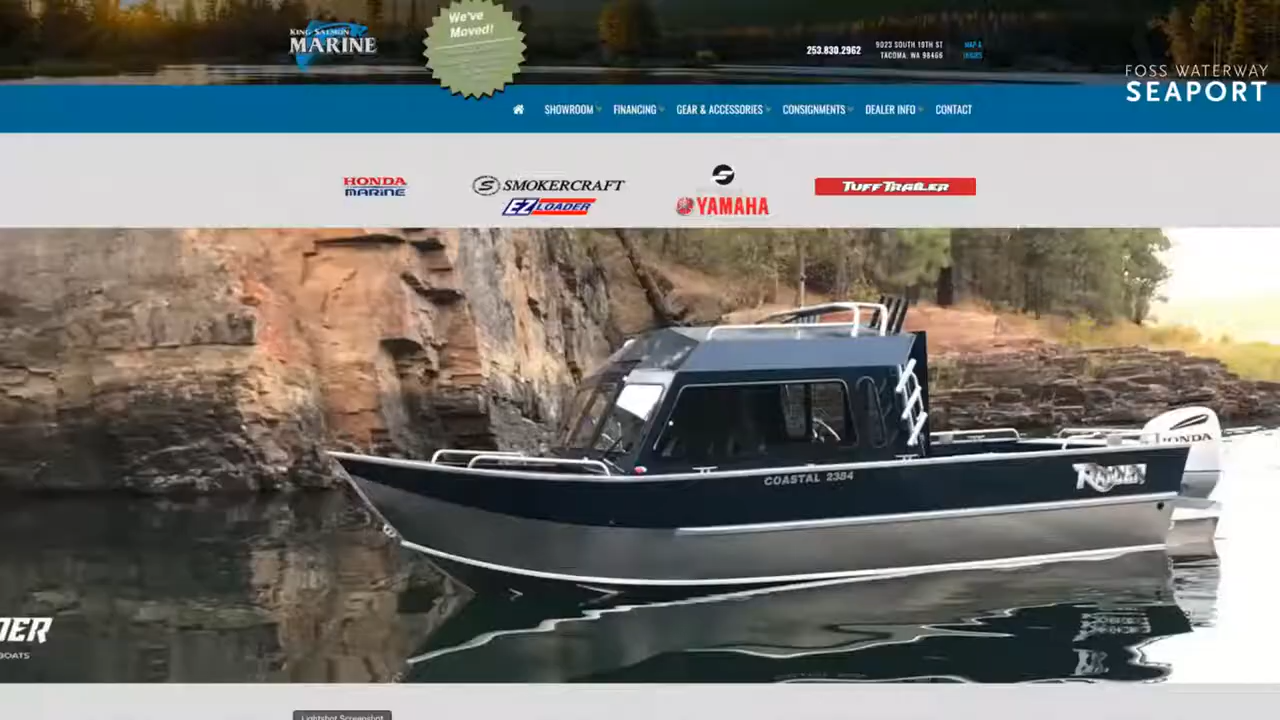 We've
Moved!
KING SALMON
MARINE
253.830.2962
9023 SOUTH 10TH ST
TACOMA, WA 98466
MAP &
HOURS
FOSS WATERWAY
SEAPORT
SHOWROOM
FINANCING
GEAR & ACCESSORIES
CONSIGNMENTS
DEALER INFO
CONTACT
HONDA
MARINE
SMOKERCRAFT
EZ LOADER
YAMAHA
TUFF TRAILER
HONDA
COASTAL 2384
BOATS
Lightshot Screenshot